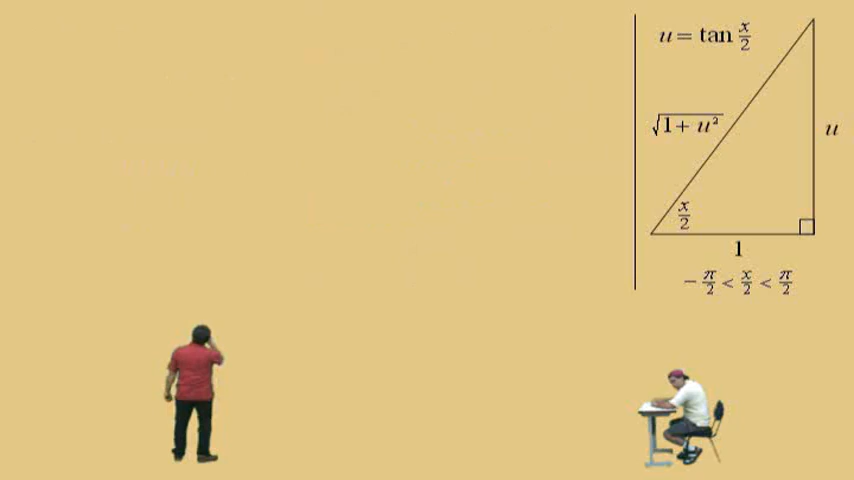 u = tan x/2
√1 + u²
u
x/2
1
− π/2 < x/2 < π/2